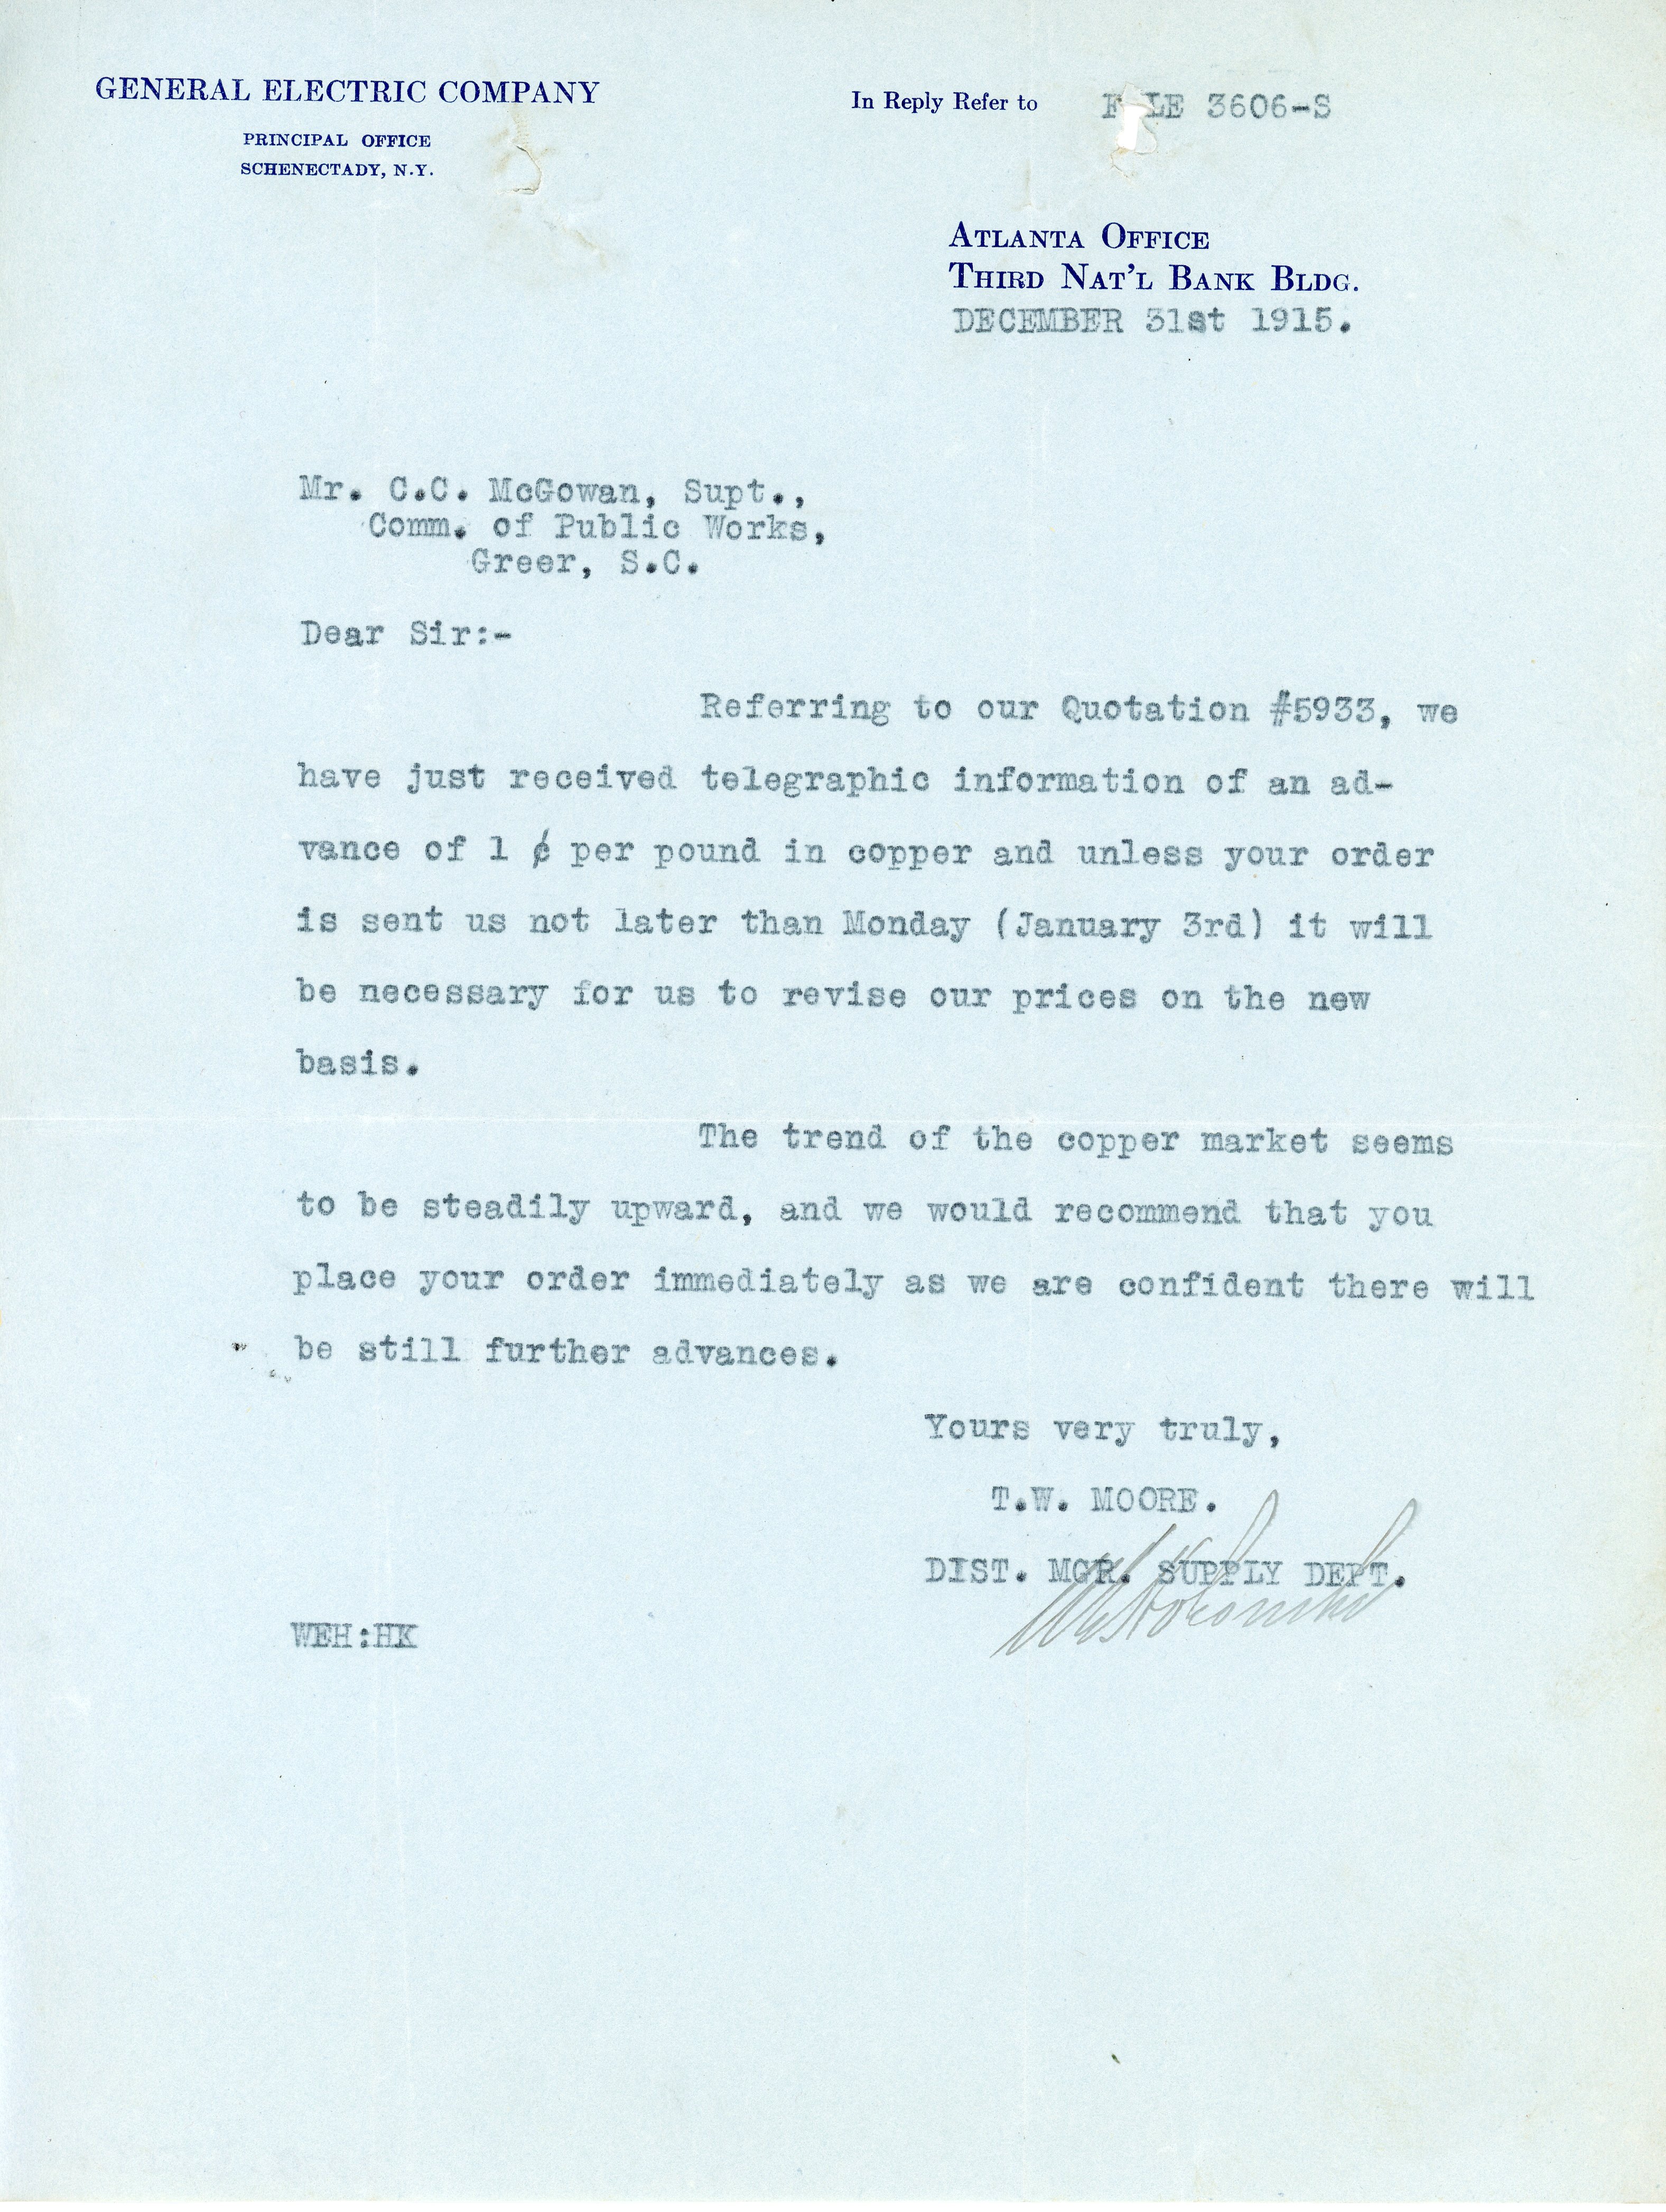 GENERAL ELECTRIC COMPANY
PRINCIPAL OFFICE
SCHENECTADY, N.Y.
In Reply Refer to F LE 3606-S
ATLANTA OFFICE
THIRD NAT'L BANK BLDG.
DECEMBER 31st 1915.
Mr. C.C. McGowan, Supt.,
Comm. of Public Works,
Greer, S.C.
Dear Sir:-
Referring to our Quotation #5933, we
have just received telegraphic information of an ad-
vance of 1 ¢ per pound in copper and unless your order
is sent us not later than Monday (January 3rd) it will
be necessary for us to revise our prices on the new
basis.
The trend of the copper market seems
to be steadily upward, and we would recommend that you
place your order immediately as we are confident there will
be still further advances.
Yours very truly,
T.W. MOORE.
DIST. MGR. SUPPLY DEPT.
WEH:HK